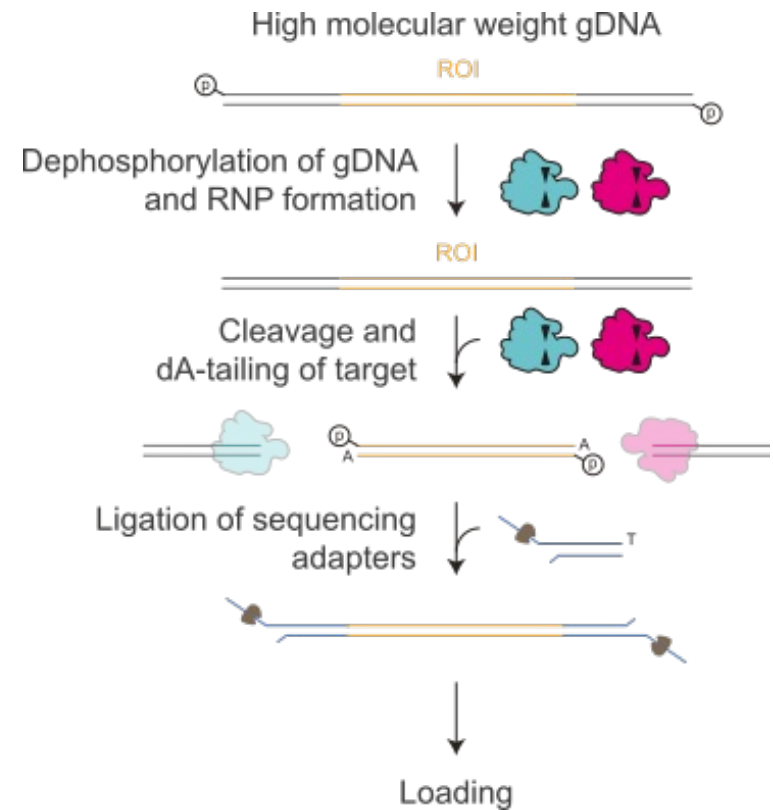 High molecular weight gDNA
ROI
p
p
Dephosphorylation of gDNA
and RNP formation
ROI
Cleavage and
dA-tailing of target
p
A
A
p
Ligation of sequencing
adapters
T
Loading